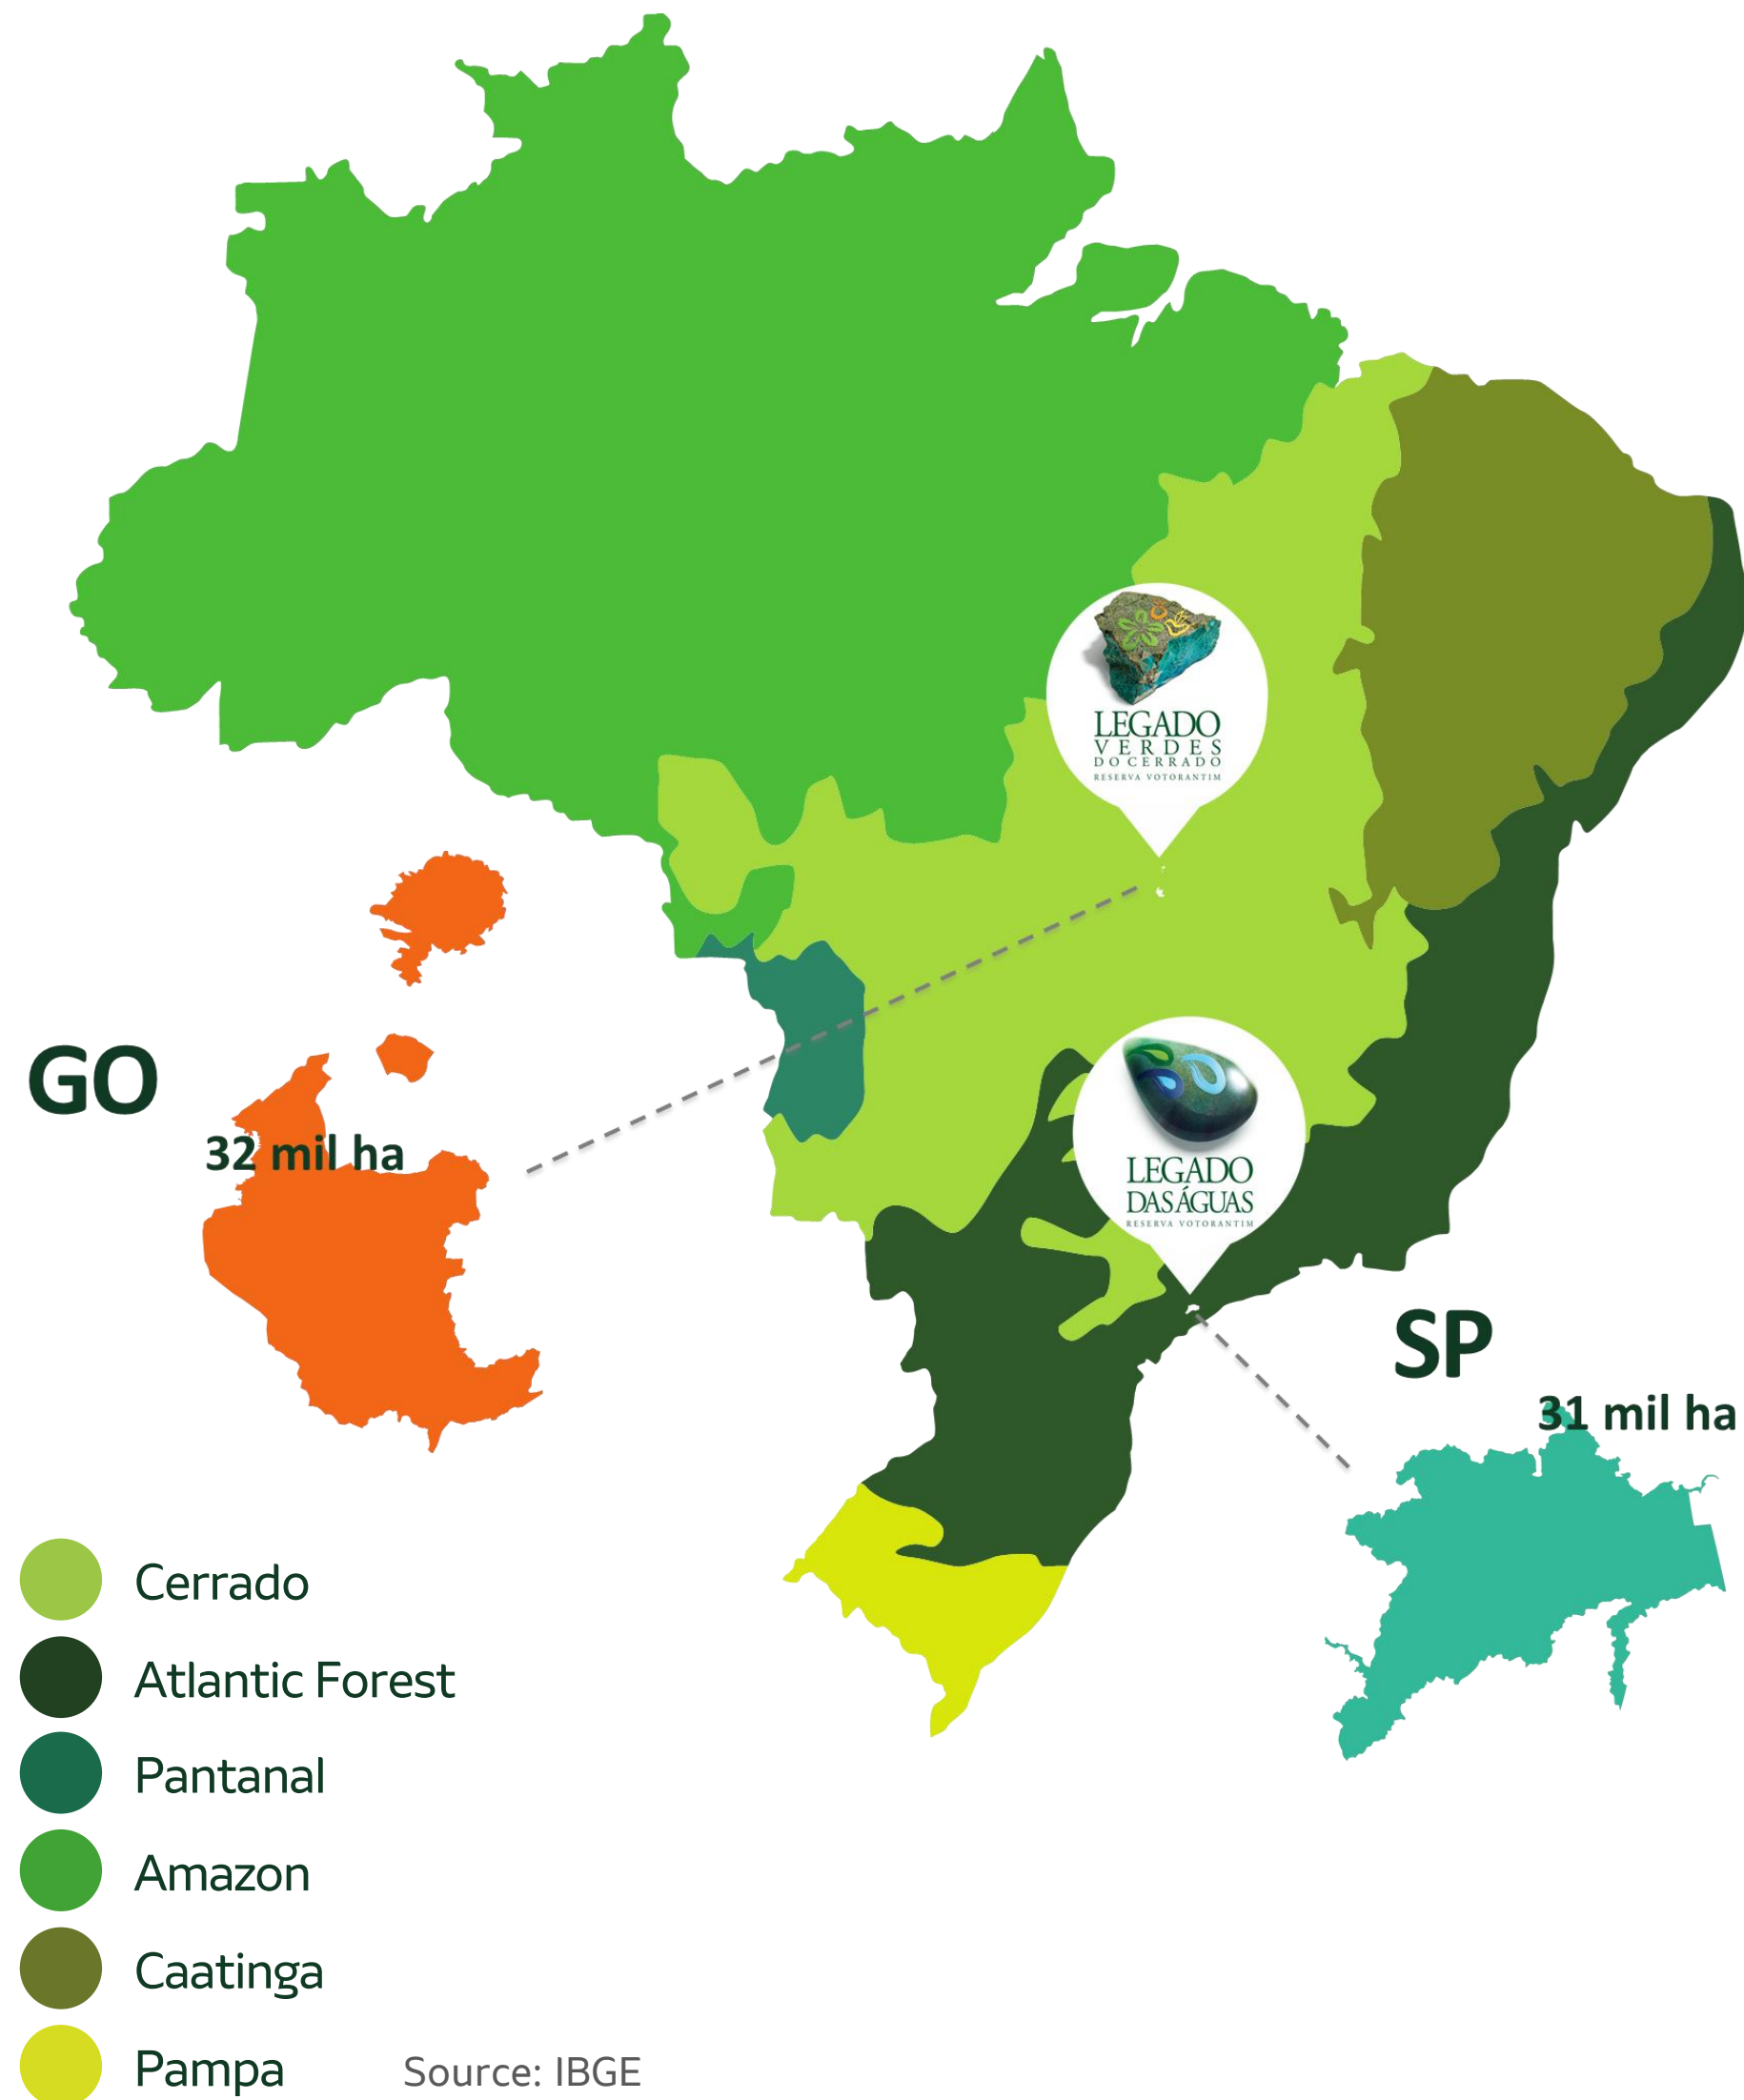 LEGADO
VERDES
DO CERRADO
RESERVA VOTORANTIM
GO
32 mil ha
LEGADO
DAS ÁGUAS
RESERVA VOTORANTIM
SP
31 mil ha
Cerrado
Atlantic Forest
Pantanal
Amazon
Caatinga
Pampa
Source: IBGE